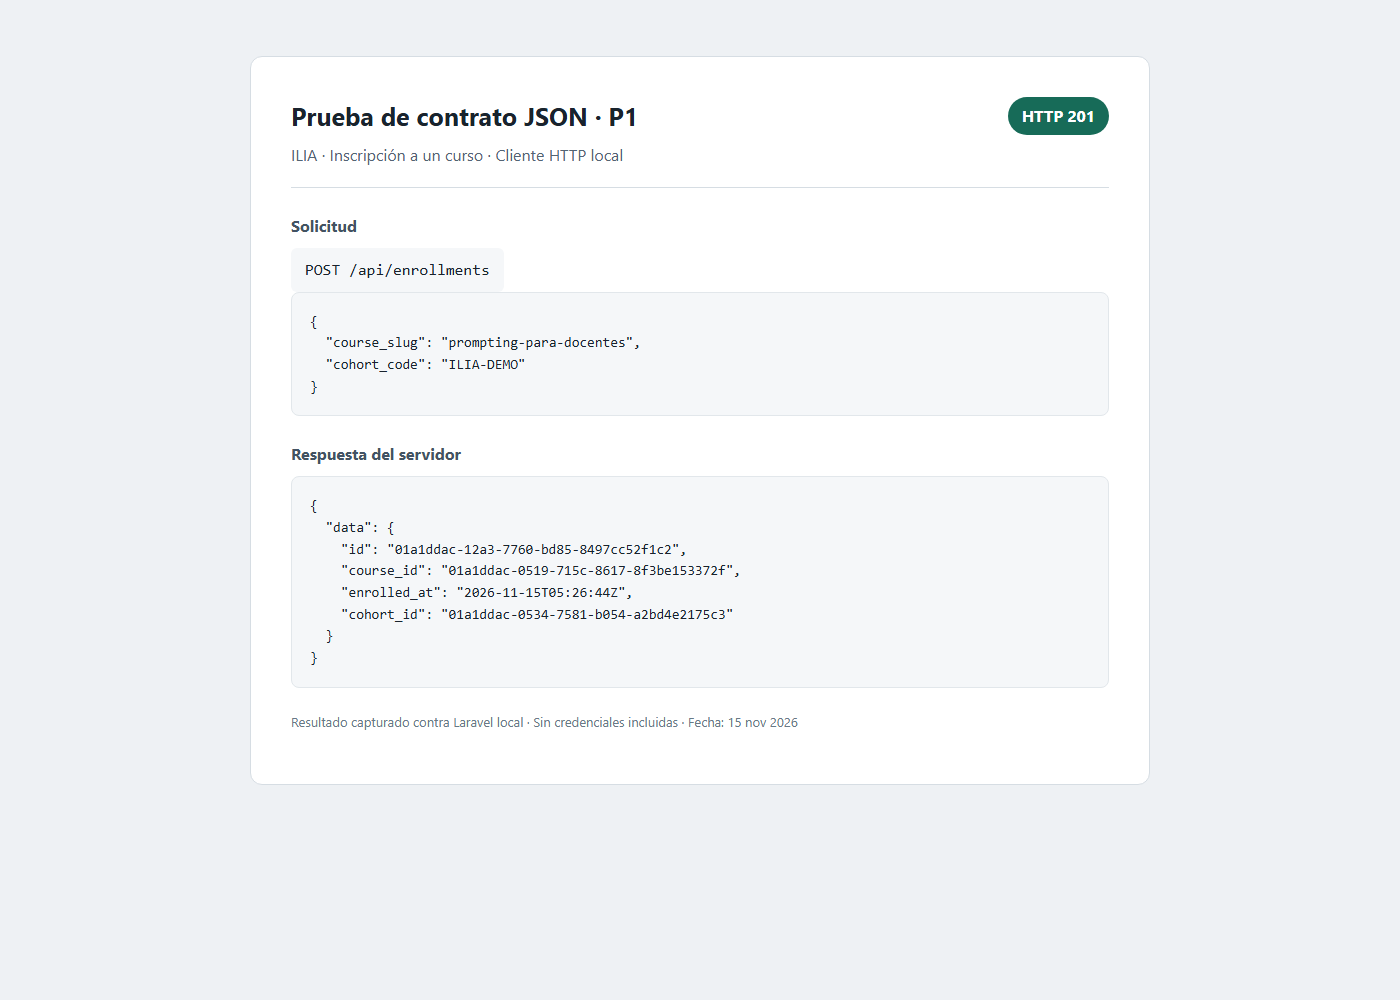 Prueba de contrato JSON · P1
HTTP 201
ILIA · Inscripción a un curso · Cliente HTTP local
Solicitud
POST /api/enrollments
{
  "course_slug": "prompting-para-docentes",
  "cohort_code": "ILIA-DEMO"
}
Respuesta del servidor
{
  "data": {
    "id": "01a1ddac-12a3-7760-bd85-8497cc52f1c2",
    "course_id": "01a1ddac-0519-715c-8617-8f3be153372f",
    "enrolled_at": "2026-11-15T05:26:44Z",
    "cohort_id": "01a1ddac-0534-7581-b054-a2bd4e2175c3"
  }
}
Resultado capturado contra Laravel local · Sin credenciales incluidas · Fecha: 15 nov 2026